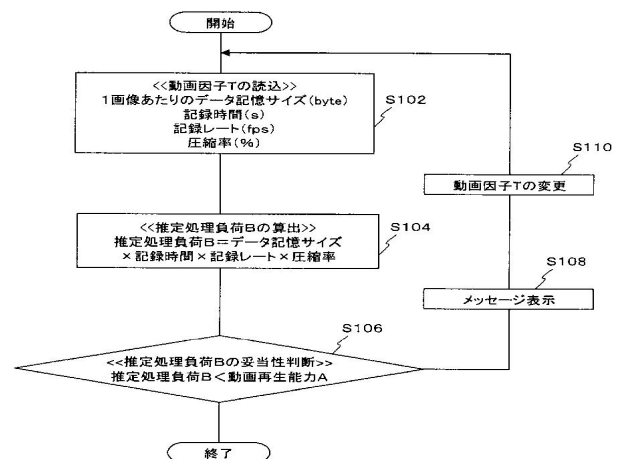 開始
<<動画因子Tの読込>>
1画像あたりのデータ記憶サイズ(byte)
記録時間(s)
記録レート(fps)
圧縮率(%)
S102
S110
動画因子Tの変更
<<推定処理負荷Bの算出>>
推定処理負荷B=データ記憶サイズ
×記録時間×記録レート×圧縮率
S104
S108
メッセージ表示
S106
<<推定処理負荷Bの妥当性判断>>
推定処理負荷B<動画再生能力A
終了